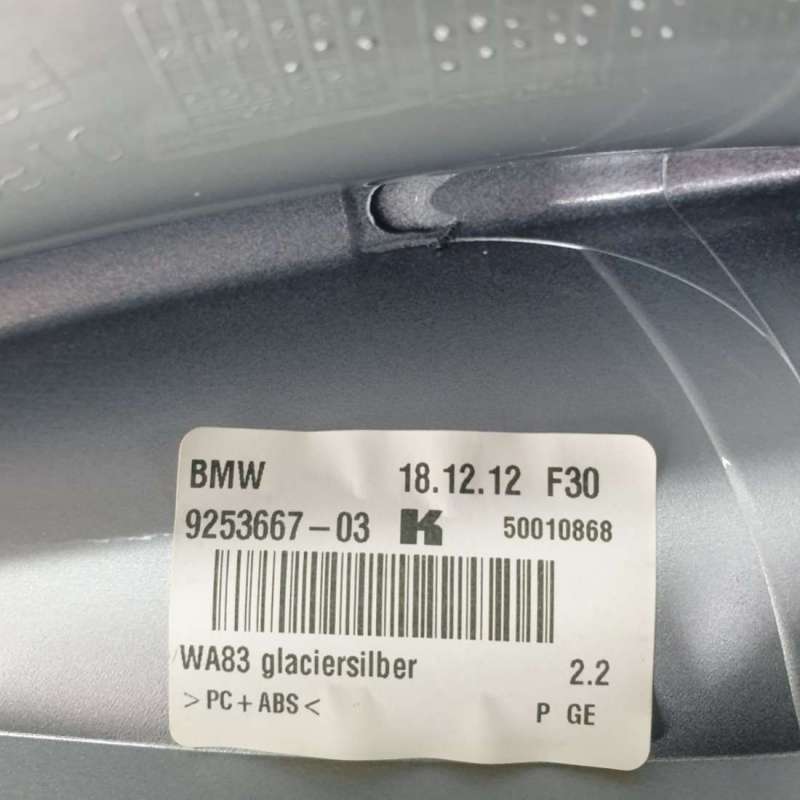 BMW 18.12.12 F30
9253667-03 K 50010868
WA83 glaciersilber 2.2
>PC+ABS<
P GE